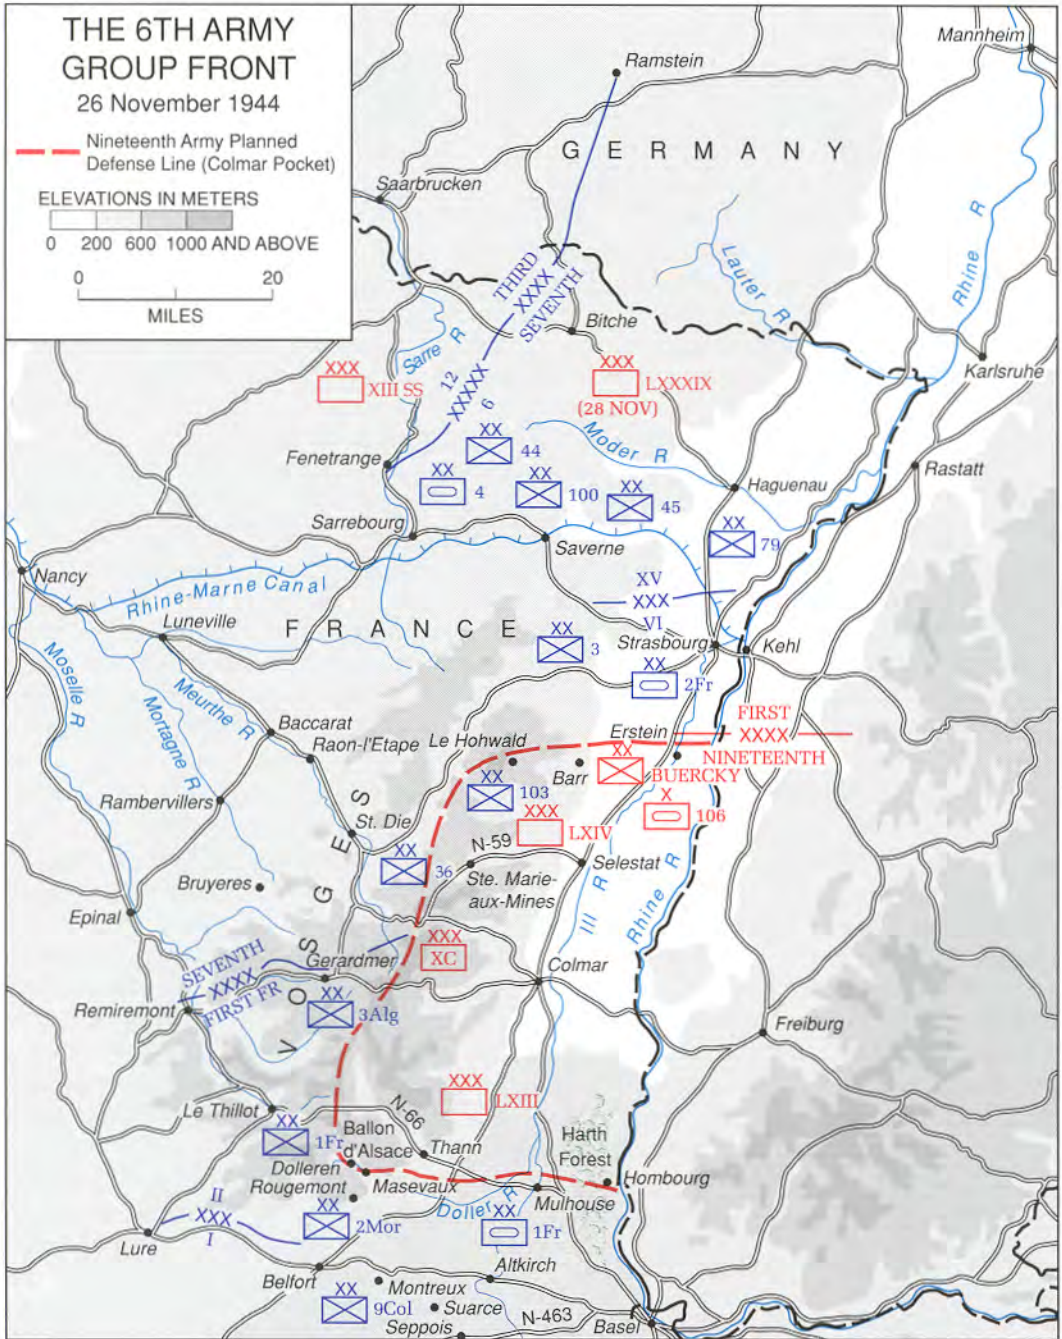 THE 6TH ARMY
GROUP FRONT
26 November 1944
Nineteenth Army Planned
Defense Line (Colmar Pocket)
ELEVATIONS IN METERS
0 200 600 1000 AND ABOVE
0 20
MILES
Mannheim
Ramstein
GERMANY
Saarbrucken
Rhine R
Lauter R
THIRD
XXXX
SEVENTH
Bitche
Sarre R
Karlsruhe
XXX
XIII SS
12
XXXXX
6
XXX
LXXXIX
(28 NOV)
XX
44
Moder R
Fenetrange
XX
4
XX
100
XX
45
Haguenau
Rastatt
Sarrebourg
Saverne
XX
79
Nancy
Rhine-Marne Canal
XV
XXX
VI
Luneville
FRANCE
XX
3
Strasbourg
Kehl
XX
2Fr
Moselle R
Meurthe R
Mortagne R
Baccarat
Raon-l'Etape
Le Hohwald
Erstein
FIRST
XXXX
NINETEENTH
Barr
XX
BUERCKY
XX
103
X
106
Rambervillers
VOSGES
St. Die
XXX
LXIV
N-59
Selestat
XX
36
Ste. Marie-
aux-Mines
Bruyeres
Ill R
Rhine R
Epinal
XXX
XC
SEVENTH
XXXX
FIRST FR
Gerardmer
Colmar
Remiremont
XX
3Alg
Freiburg
Le Thillot
XXX
LXIII
N-66
XX
1Fr
Ballon
d'Alsace
Thann
Harth
Forest
Dolleren
Rougemont
Masevaux
Hombourg
Doller R
Mulhouse
II
XXX
I
XX
2Mor
XX
1Fr
Lure
Belfort
Altkirch
Montreux
XX
9Col
Suarce
N-463
Seppois
Basel